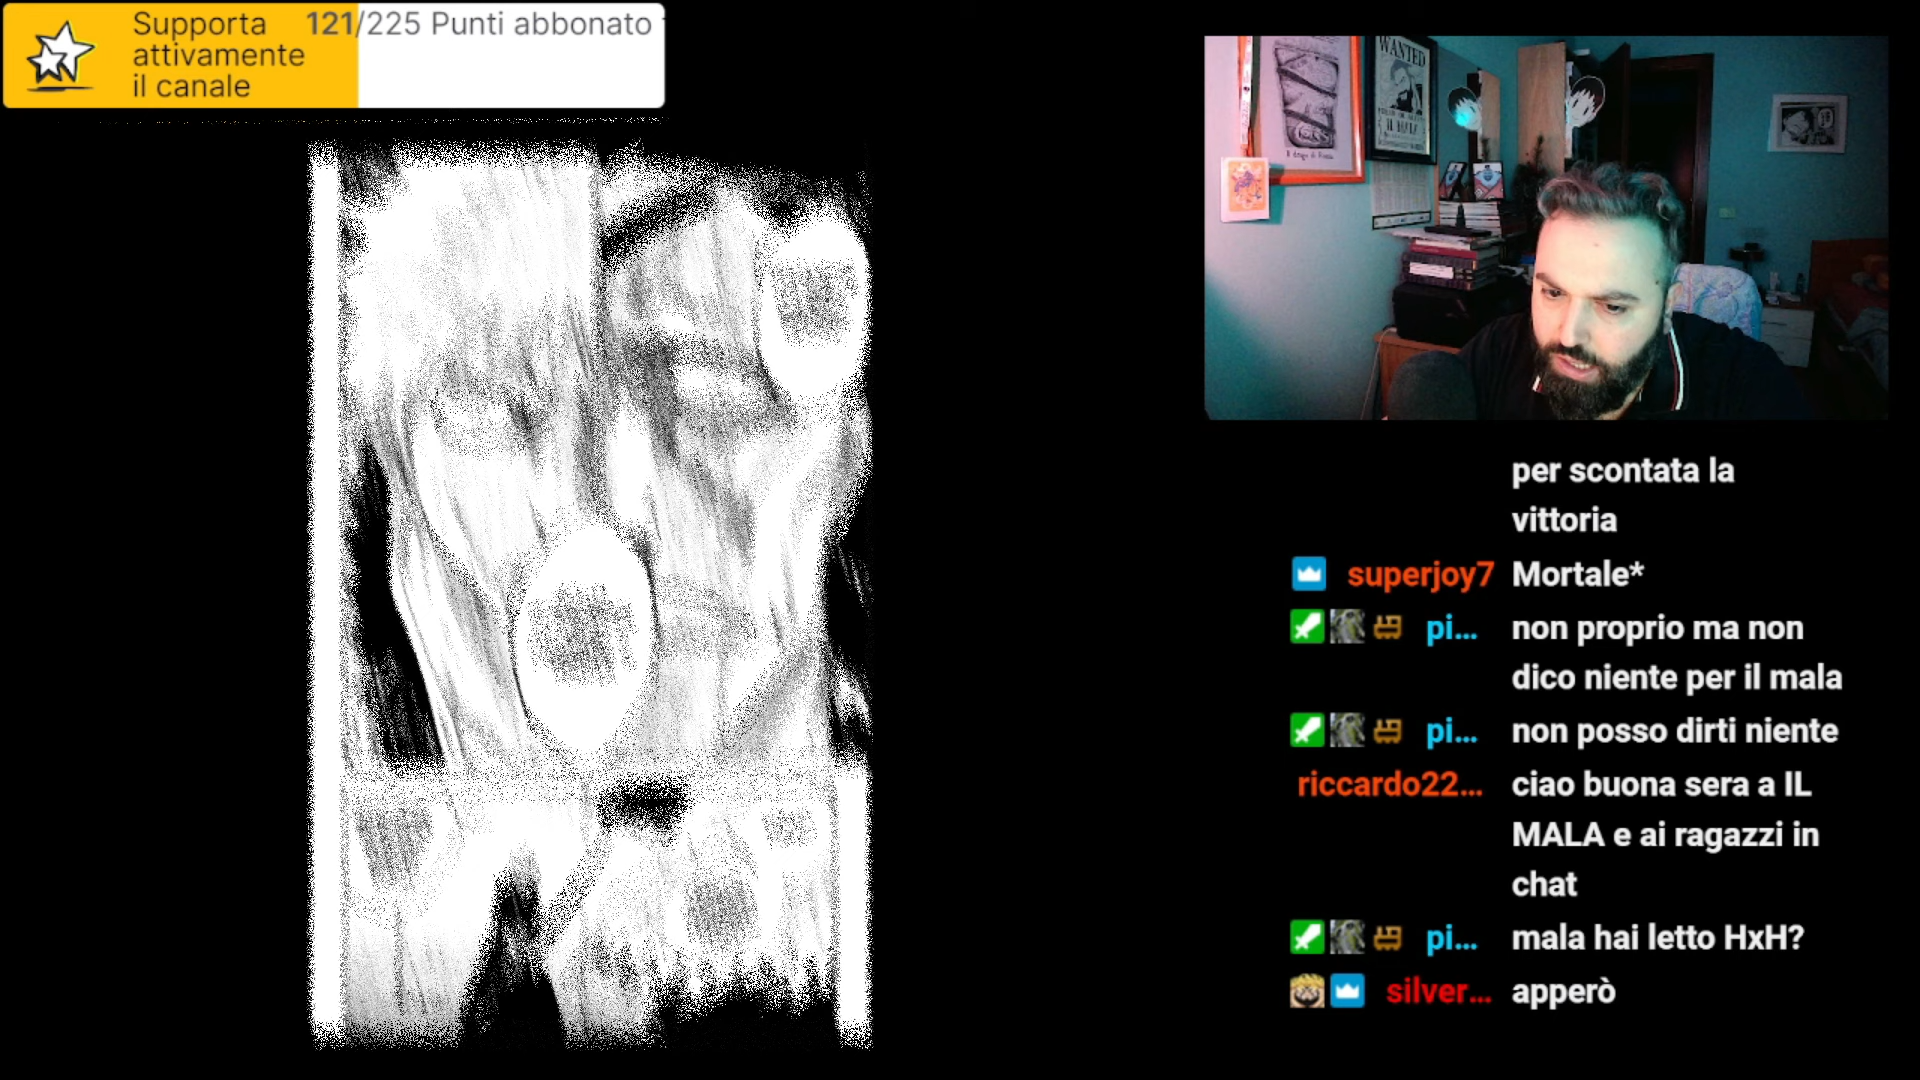 Supporta
attivamente
il canale
121/225 Punti abbonato
WANTED
per scontata la
vittoria
superjoy7 Mortale*
pi... non proprio ma non
dico niente per il mala
pi... non posso dirti niente
riccardo22... ciao buona sera a IL
MALA e ai ragazzi in
chat
pi... mala hai letto HxH?
silver... apperò